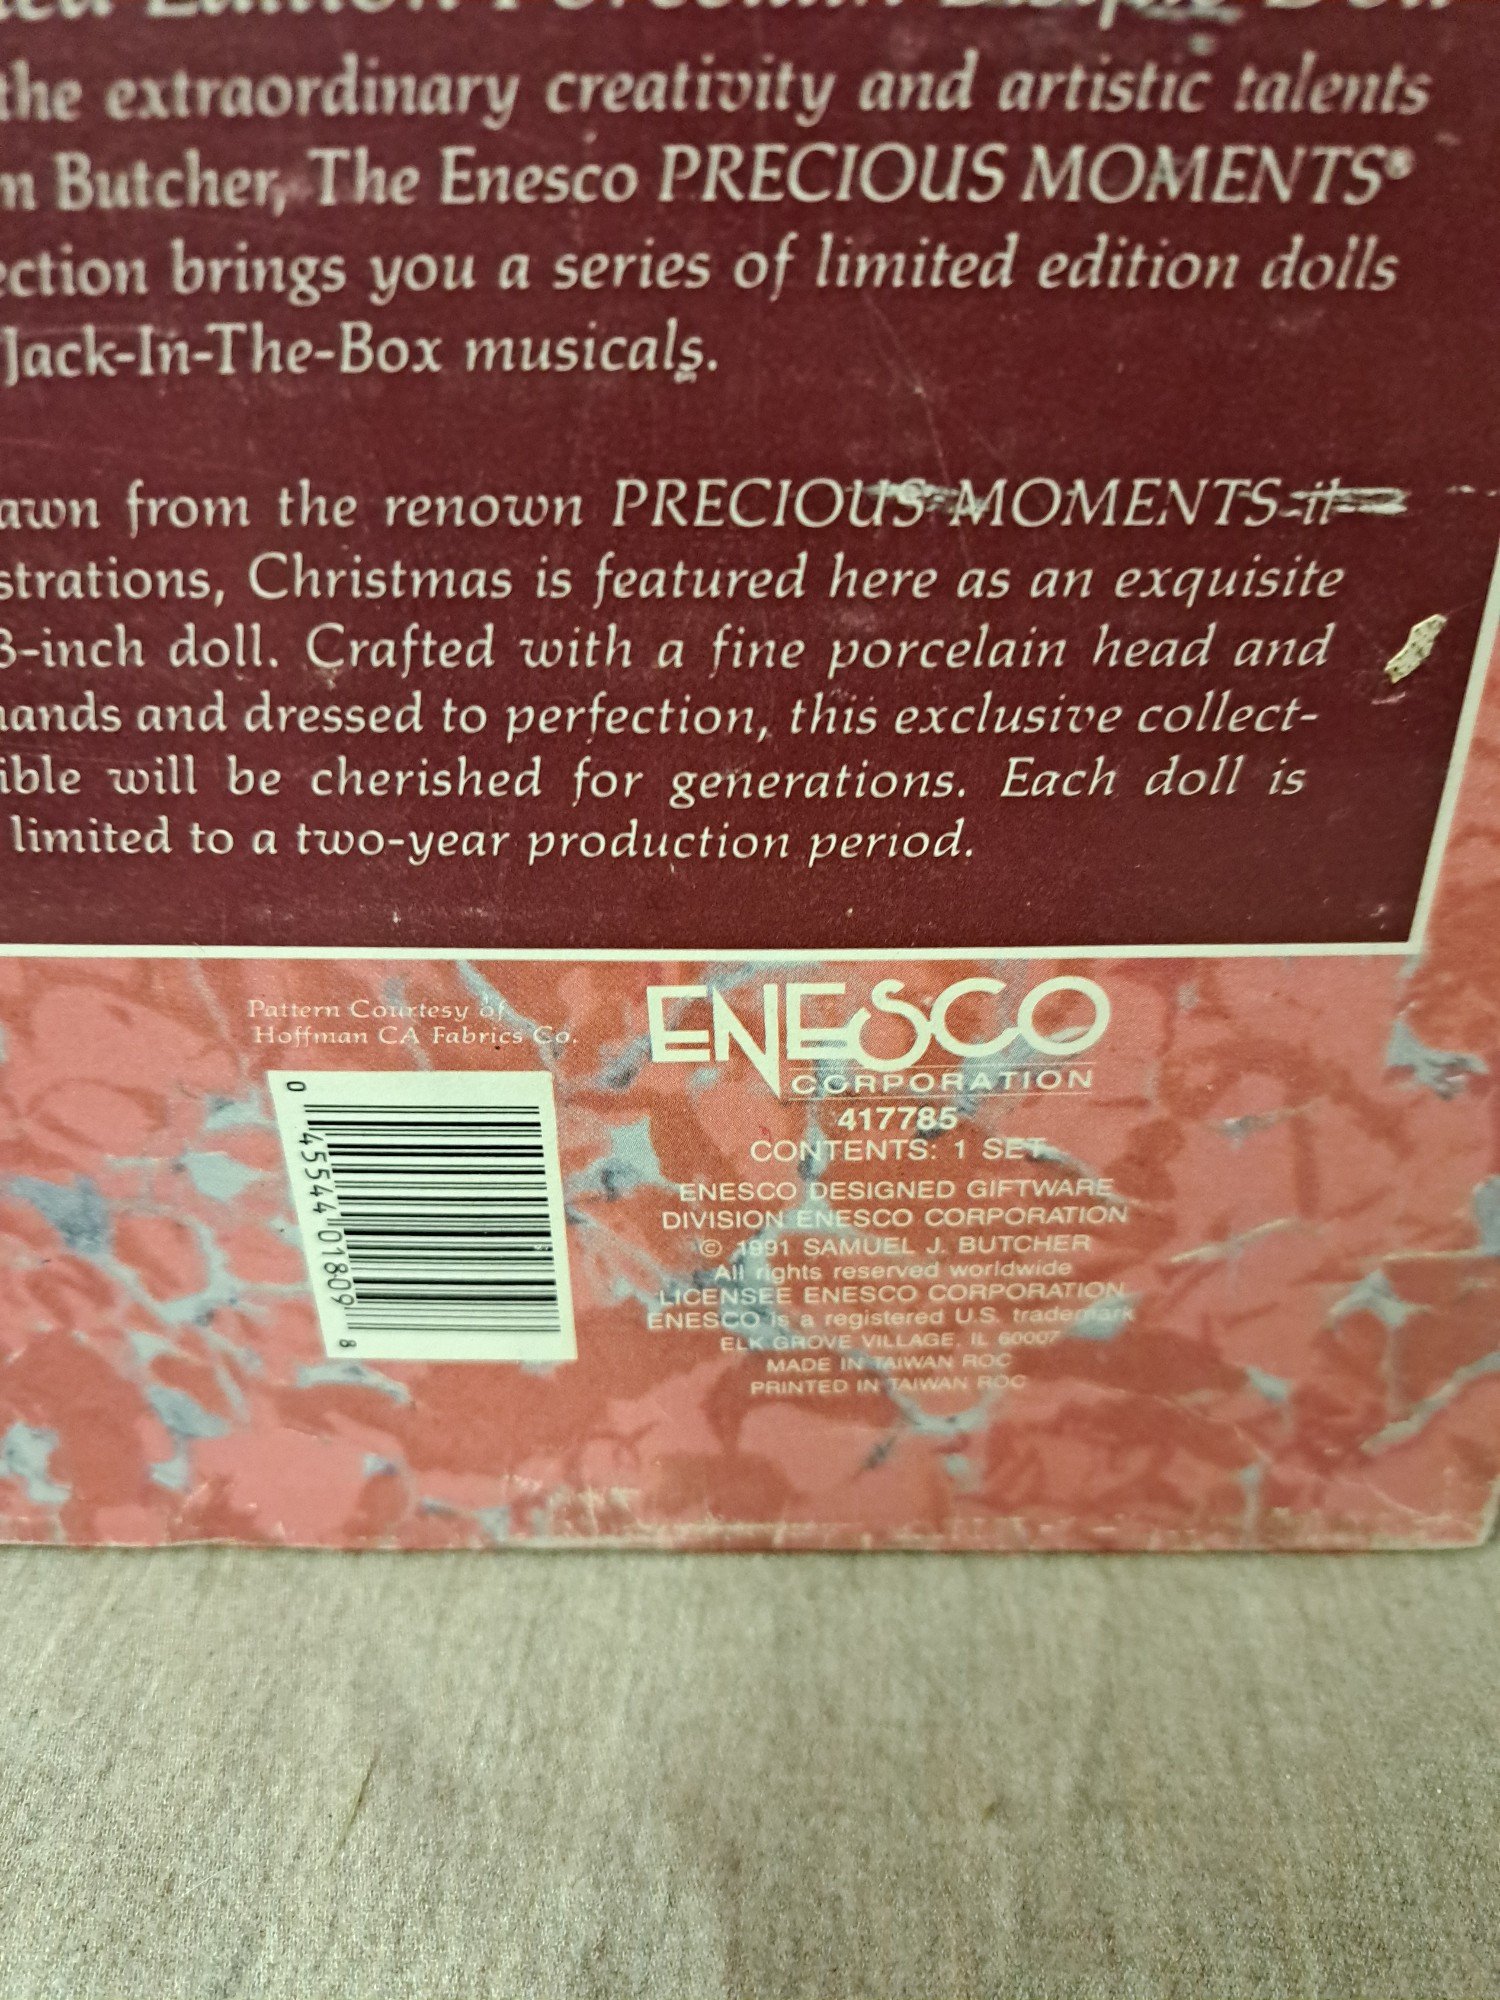 the extraordinary creativity and artistic talents
Butcher, The Enesco PRECIOUS MOMENTS®
ection brings you a series of limited edition dolls
Jack-In-The-Box musicals.
awn from the renown PRECIOUS MOMENTS il
strations, Christmas is featured here as an exquisite
-inch doll. Crafted with a fine porcelain head and
ands and dressed to perfection, this exclusive collect-
ible will be cherished for generations. Each doll is
limited to a two-year production period.
Pattern Courtesy of
Hoffman CA Fabrics Co.
ENESCO
CORPORATION
417785
CONTENTS: 1 SET
ENESCO DESIGNED GIFTWARE
DIVISION ENESCO CORPORATION
© 1991 SAMUEL J. BUTCHER
All rights reserved worldwide
LICENSEE ENESCO CORPORATION
ENESCO is a registered U.S. trademark
ELK GROVE VILLAGE, IL 60007
MADE IN TAIWAN ROC
PRINTED IN TAIWAN ROC
0 45544 01809 8